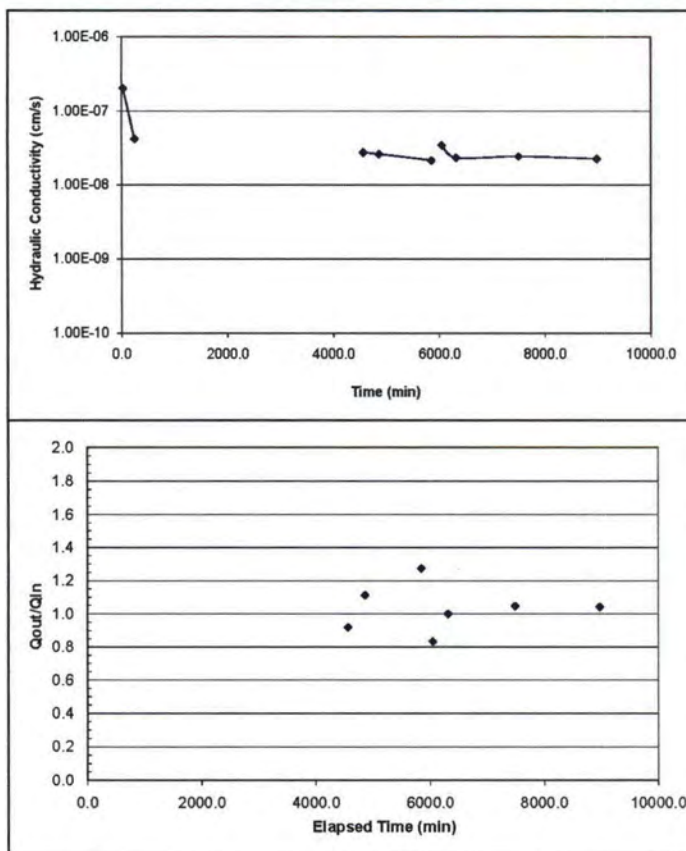 1.00E-06
1.00E-07
1.00E-08
1.00E-09
1.00E-10
Hydraulic Conductivity (cm/s)
0.0 2000.0 4000.0 6000.0 8000.0 10000.0
Time (min)
2.0
1.8
1.6
1.4
1.2
1.0
0.8
0.6
0.4
0.2
0.0
Qout/QIn
0.0 2000.0 4000.0 6000.0 8000.0 10000.0
Elapsed Time (min)